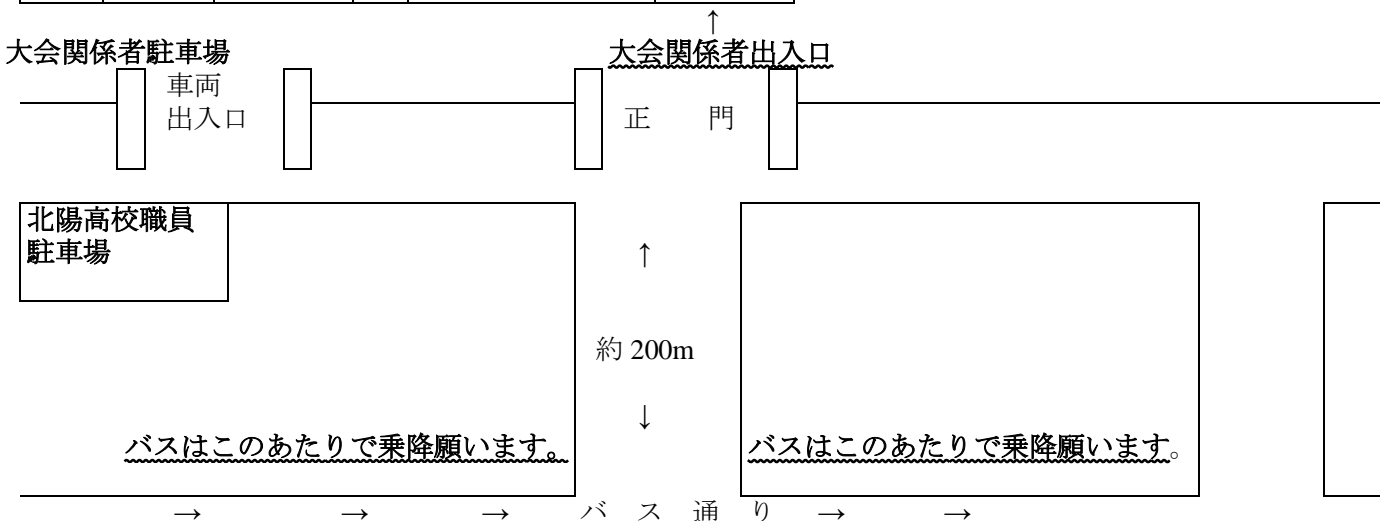 ↑
大会関係者駐車場
大会関係者出入口
車両
出入口
正 門
北陽高校職員
駐車場
↑
約 200m
↓
バスはこのあたりで乗降願います。
バスはこのあたりで乗降願います。
→ → → バ ス 通 り → →